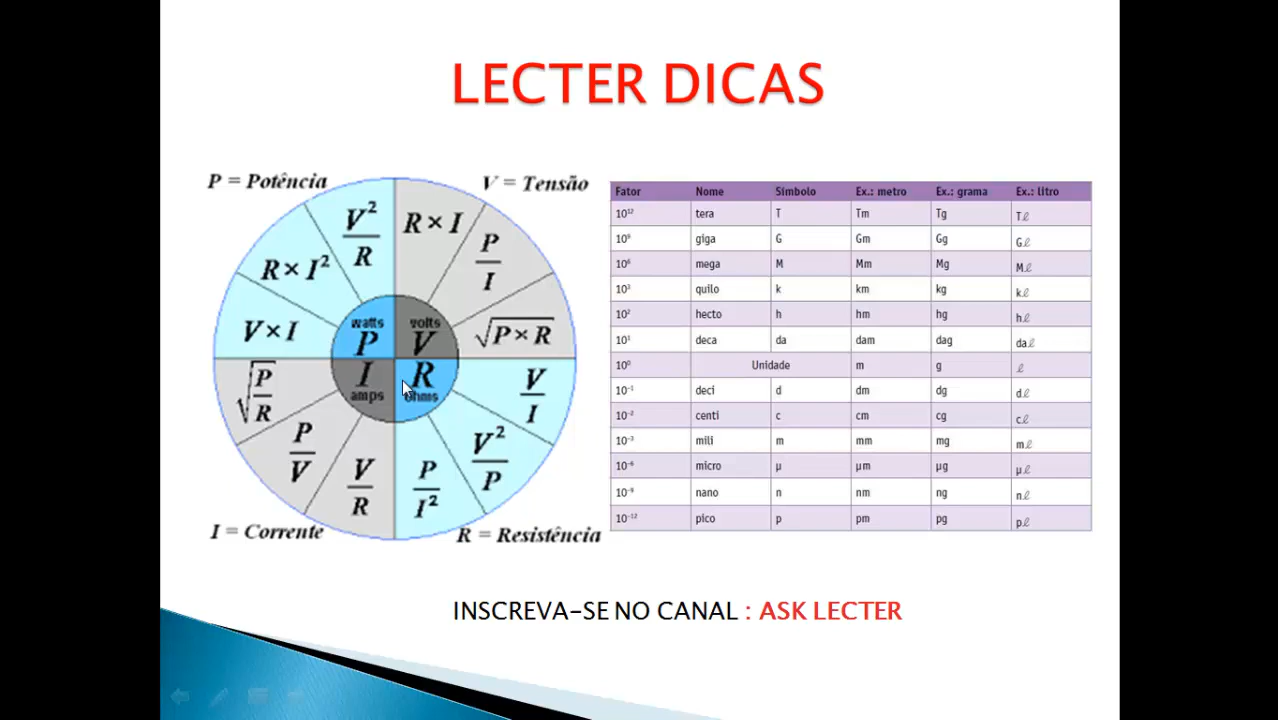 LECTER DICAS
P = Potência
V = Tensão
V²/R
R × I
R × I²
P/I
V × I
√P × R
watts
P
volts
V
I
amps
R
Ohms
√P/R
V/I
P/V
V²/P
V/R
P/I²
I = Corrente
R = Resistência
Fator Nome Símbolo Ex.: metro Ex.: grama Ex.: litro
10¹² tera T Tm Tg Tℓ
10⁹ giga G Gm Gg Gℓ
10⁶ mega M Mm Mg Mℓ
10³ quilo k km kg kℓ
10² hecto h hm hg hℓ
10¹ deca da dam dag daℓ
10⁰ Unidade m g ℓ
10⁻¹ deci d dm dg dℓ
10⁻² centi c cm cg cℓ
10⁻³ mili m mm mg mℓ
10⁻⁶ micro µ µm µg µℓ
10⁻⁹ nano n nm ng nℓ
10⁻¹² pico p pm pg pℓ
INSCREVA-SE NO CANAL : ASK LECTER